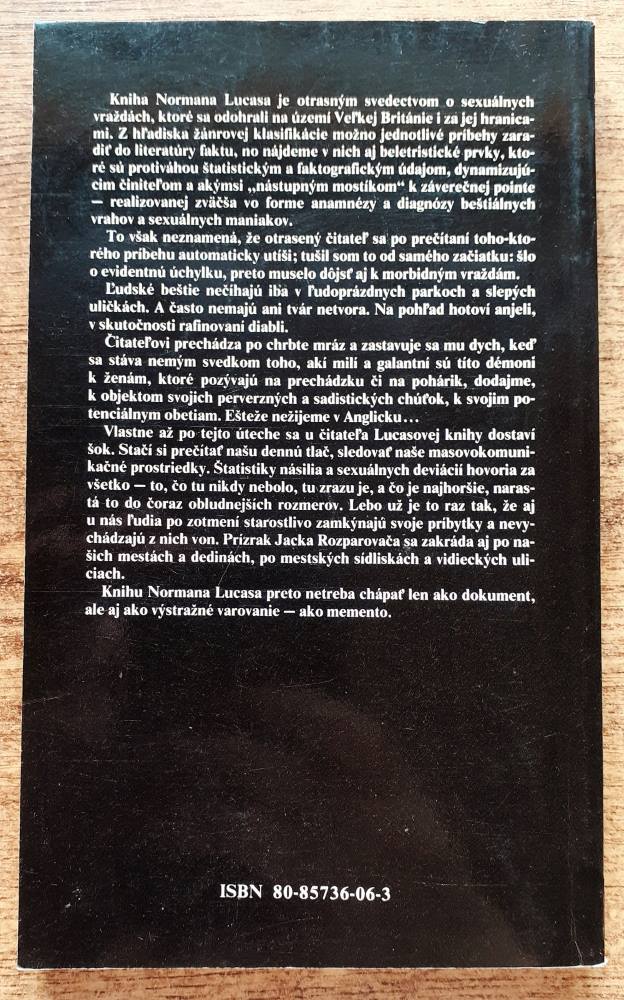 Kniha Normana Lucasa je otrasným svedectvom o sexuálnych
vraždách, ktoré sa odohrali na území Veľkej Británie i za jej hranica-
mi. Z hľadiska žánrovej klasifikácie možno jednotlivé príbehy zara-
diť do literatúry faktu, no nájdeme v nich aj beletristické prvky, kto-
ré sú protiváhou štatistickým a faktografickým údajom, dynamizujú-
cim činiteľom a akýmsi „nástupným mostíkom“ k záverečnej pointe
— realizovanej zväčša vo forme anamnézy a diagnózy beštiálnych
vrahov a sexuálnych maniakov.
To však neznamená, že otrasený čitateľ sa po prečítaní toho-kto-
rého príbehu automaticky utíši; tušil som to od samého začiatku: šlo
o evidentnú úchylku, preto muselo dôjsť aj k morbídnym vraždám.
Ľudské beštie nečíhajú iba v ľudoprázdnych parkoch a slepých
uličkách. A často nemajú ani tvár netvora. Na pohľad hotoví anjeli,
v skutočnosti rafinovaní diabli.
Čitateľovi prechádza po chrbte mráz a zastavuje sa mu dych, keď
sa stáva nemým svedkom toho, akí milí a galantní sú títo démoni
k ženám, ktoré pozývajú na prechádzku či na pohárik, dodajme,
k objektom svojich perverzných a sadistických chúťok, k svojim po-
tenciálnym obetiam. Ešteže nežijeme v Anglicku...
Vlastne až po tejto úteche sa u čitateľa Lucasovej knihy dostaví
šok. Stačí si prečítať našu dennú tlač, sledovať naše masovokomuni-
kačné prostriedky. Štatistiky násilia a sexuálnych deviácií hovoria za
všetko — to, čo tu nikdy nebolo, tu zrazu je, a čo je najhoršie, naras-
tá to do čoraz obludnejších rozmerov. Lebo už je to raz tak, že aj
u nás ľudia po zotmení starostlivo zamkýnajú svoje príbytky a nevy-
chádzajú z nich von. Prízrak Jacka Rozparovača sa zakráda aj po na-
šich mestách a dedinách, po mestských sídliskách a vidieckych uli-
ciach.
Knihu Normana Lucasa preto netreba chápať len ako dokument,
ale aj ako výstražné varovanie — ako memento.
ISBN 80-85736-06-3